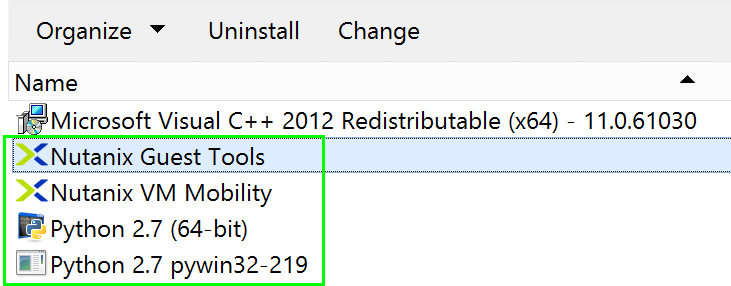 Organize Uninstall Change
Name
Microsoft Visual C++ 2012 Redistributable (x64) - 11.0.61030
Nutanix Guest Tools
Nutanix VM Mobility
Python 2.7 (64-bit)
Python 2.7 pywin32-219